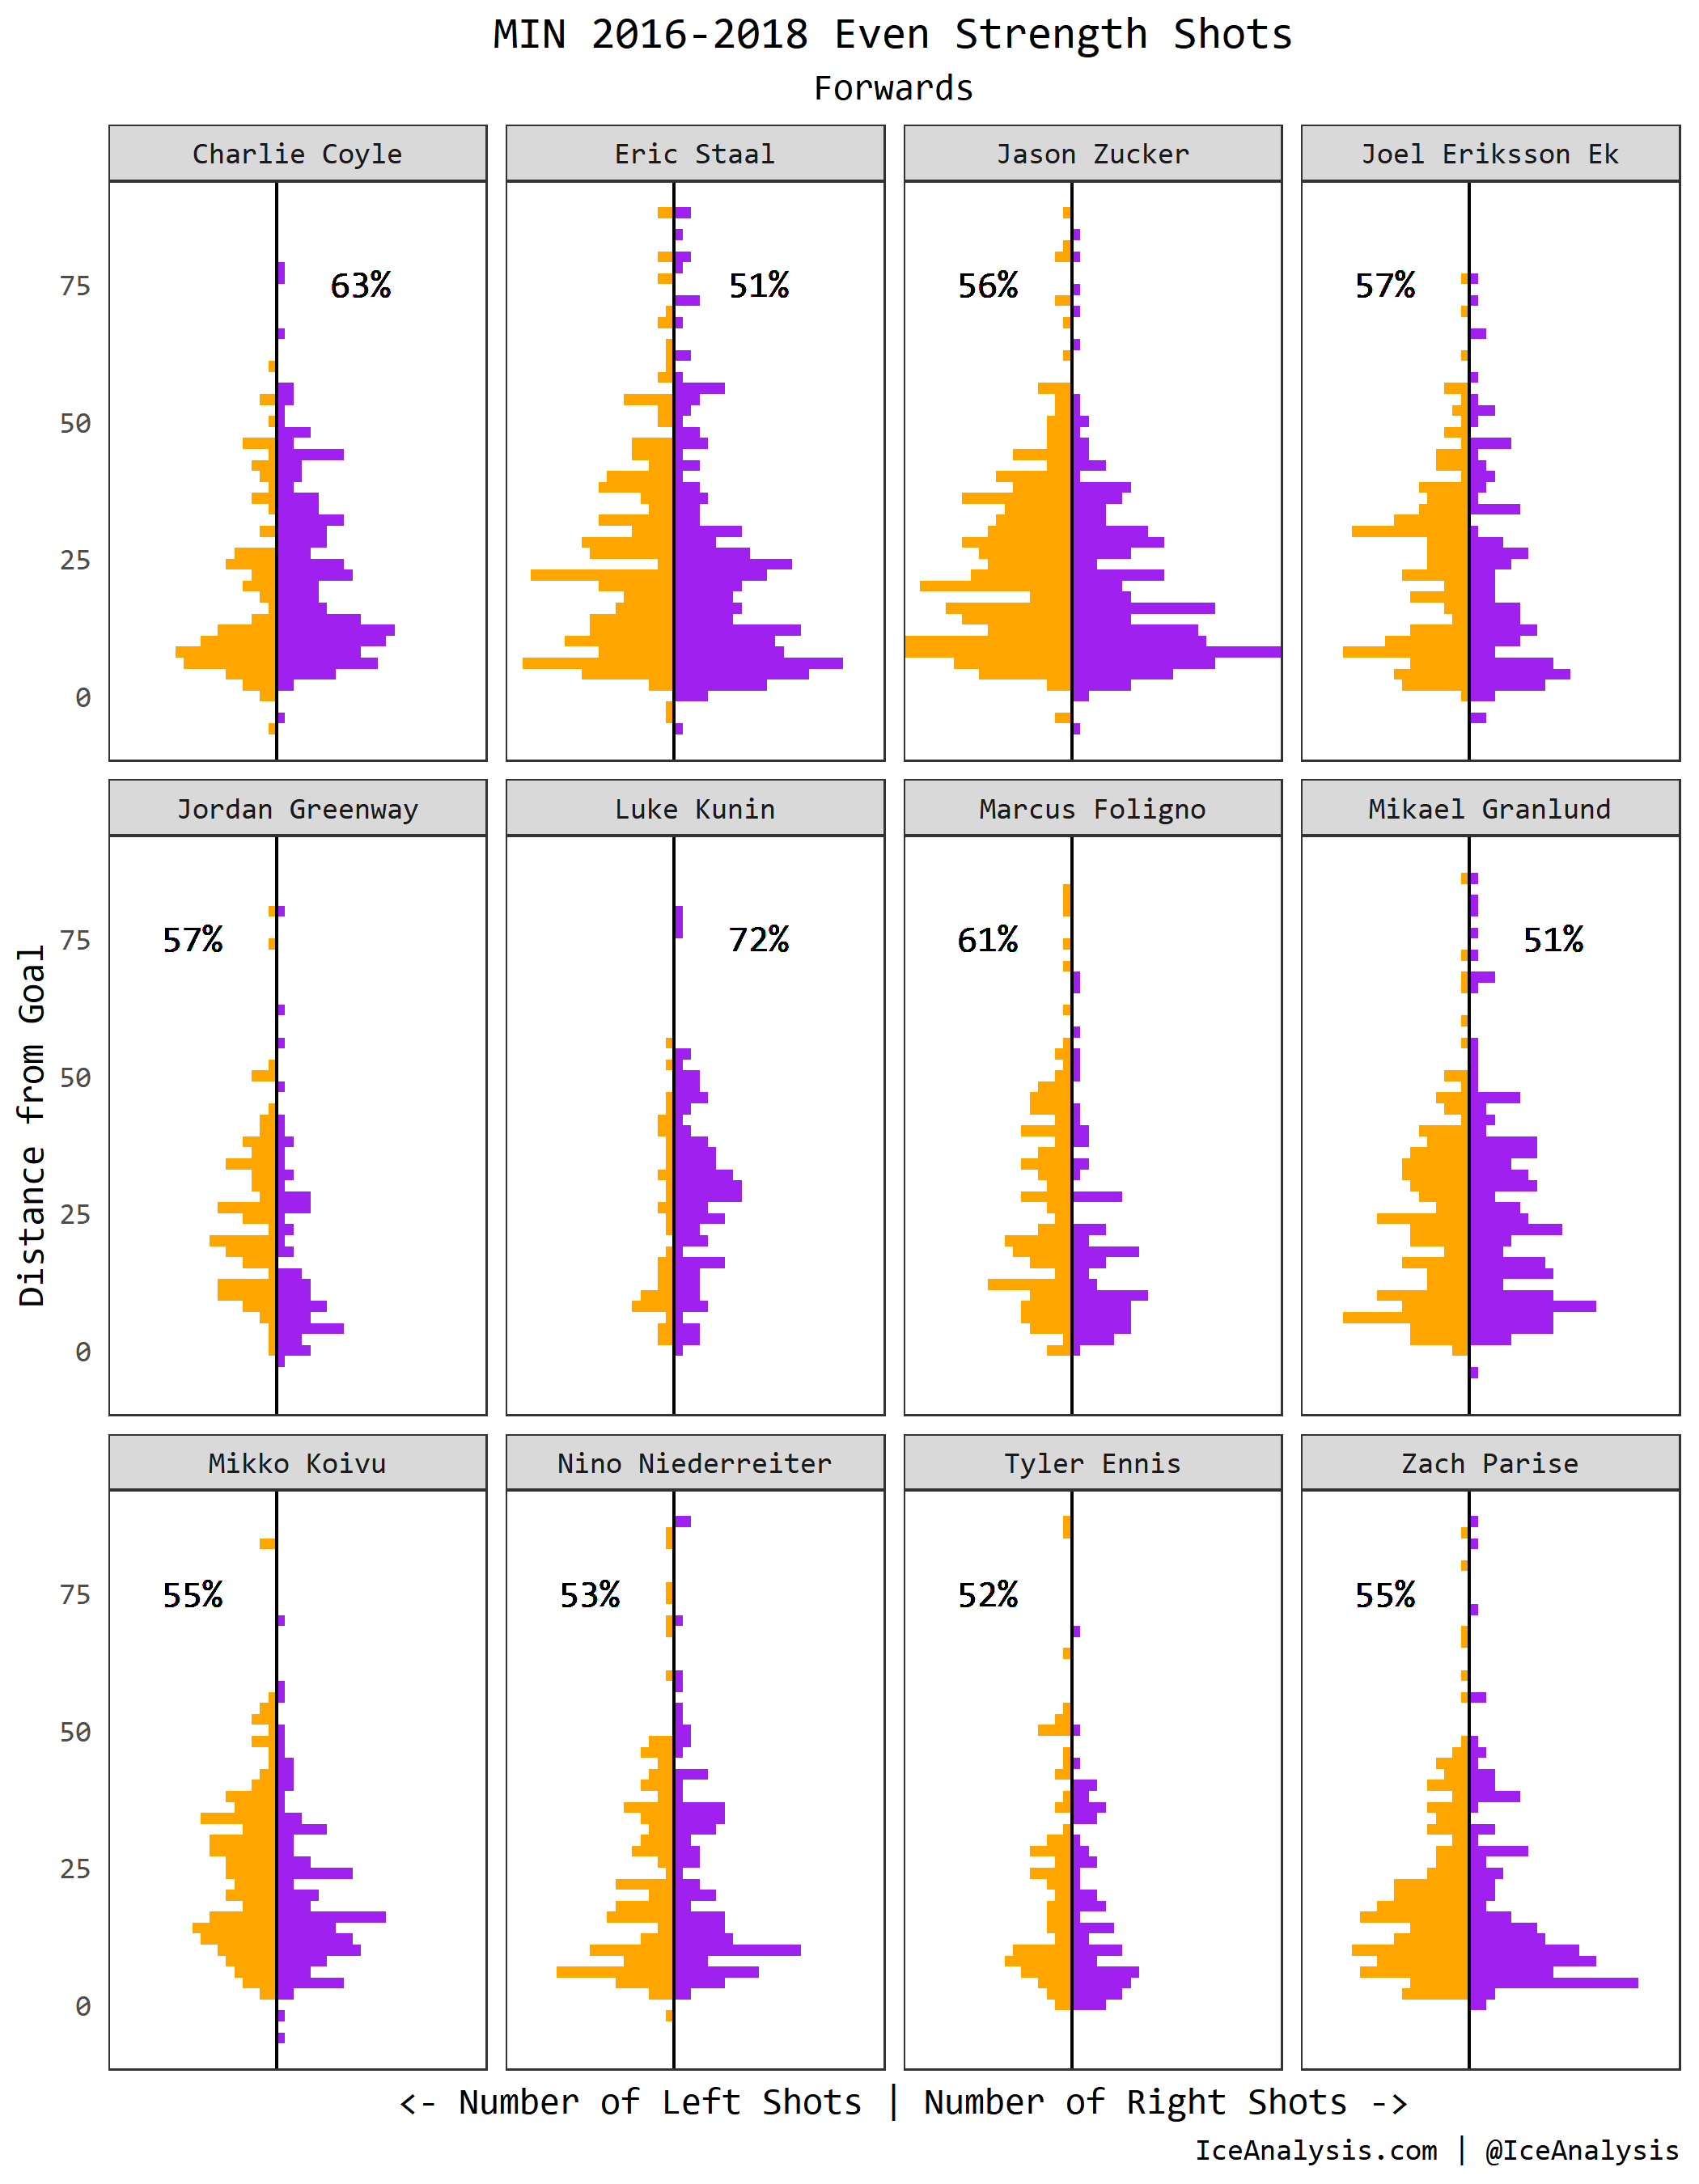 MIN 2016-2018 Even Strength Shots
Forwards
Charlie Coyle
Eric Staal
Jason Zucker
Joel Eriksson Ek
75
63%
51%
56%
57%
50
25
0
Jordan Greenway
Luke Kunin
Marcus Foligno
Mikael Granlund
75
57%
72%
61%
51%
50
25
0
Distance from Goal
Mikko Koivu
Nino Niederreiter
Tyler Ennis
Zach Parise
75
55%
53%
52%
55%
50
25
0
<- Number of Left Shots | Number of Right Shots ->
IceAnalysis.com | @IceAnalysis